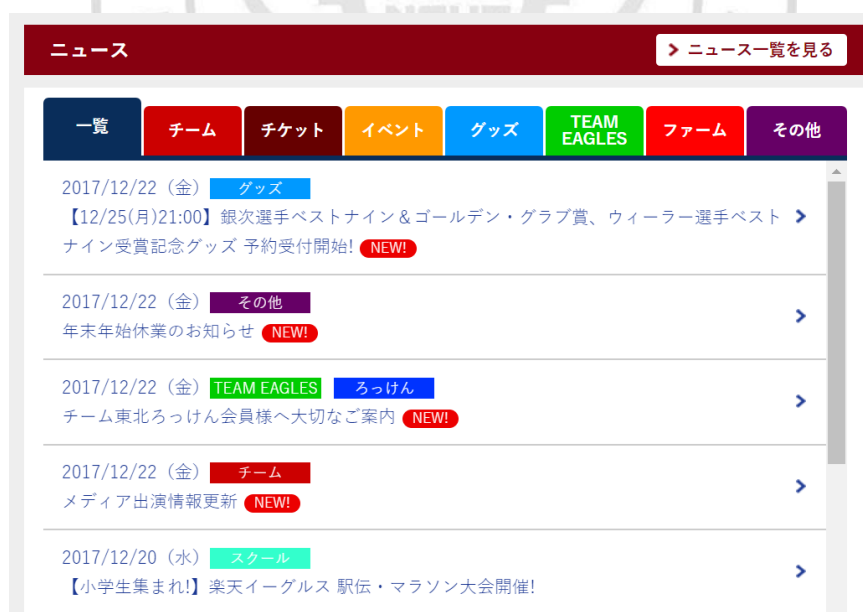 ニュース
ニュース一覧を見る
一覧
チーム
チケット
イベント
グッズ
TEAM
EAGLES
ファーム
その他
2017/12/22（金） グッズ
【12/25(月)21:00】銀次選手ベストナイン＆ゴールデン・グラブ賞、ウィーラー選手ベスト
ナイン受賞記念グッズ 予約受付開始! NEW!
2017/12/22（金） その他
年末年始休業のお知らせ NEW!
2017/12/22（金） TEAM EAGLES ろっけん
チーム東北ろっけん会員様へ大切なご案内 NEW!
2017/12/22（金） チーム
メディア出演情報更新 NEW!
2017/12/20（水） スクール
【小学生集まれ!】楽天イーグルス 駅伝・マラソン大会開催!